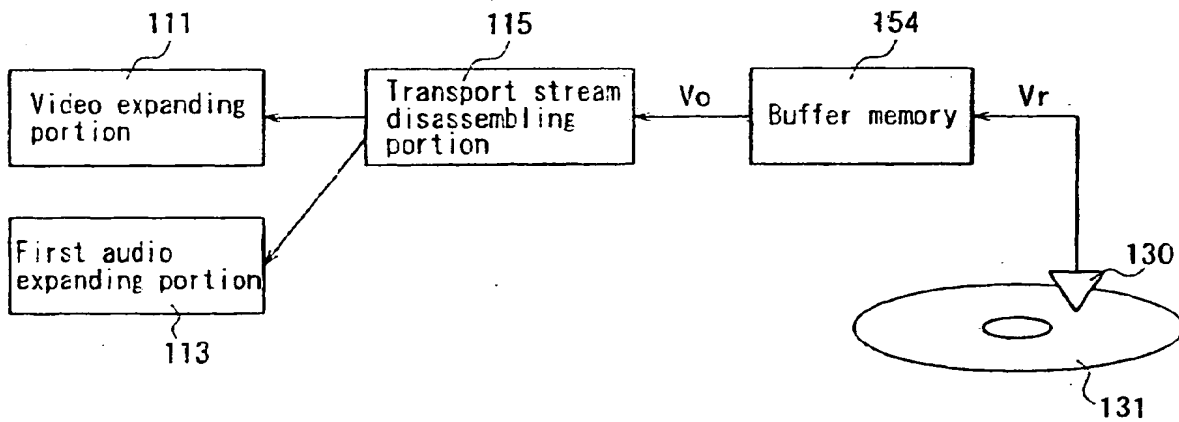 111
115
154
Video expanding
portion
Transport stream
disassembling
portion
Vo
Buffer memory
Vr
First audio
expanding portion
113
130
131